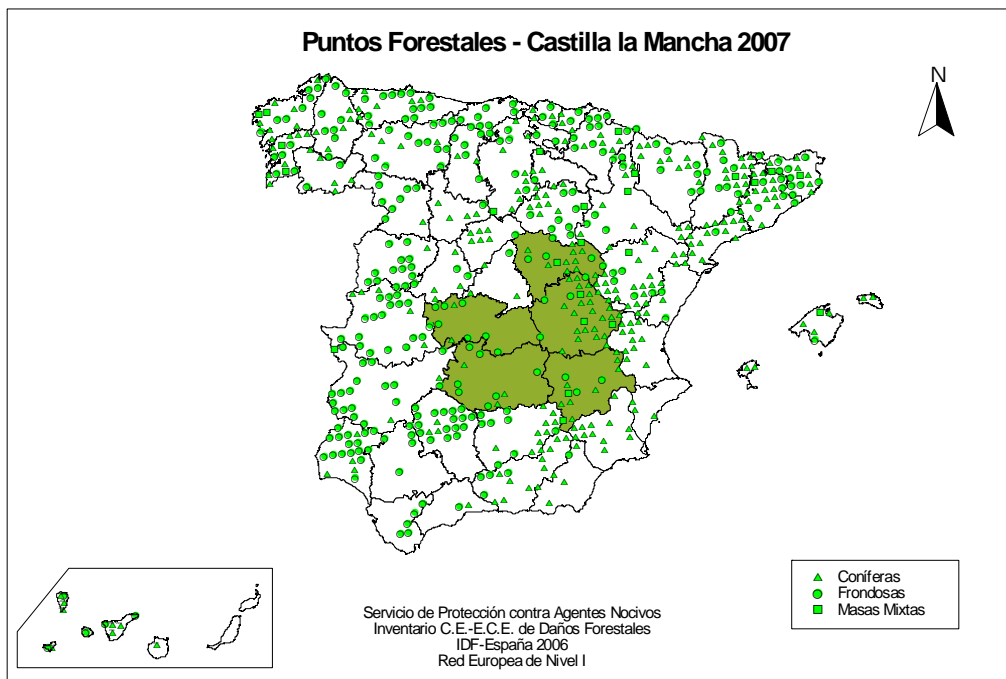 Puntos Forestales - Castilla la Mancha 2007
N
Coníferas
Frondosas
Masas Mixtas
Servicio de Protección contra Agentes Nocivos
Inventario C.E.-E.C.E. de Daños Forestales
IDF-España 2006
Red Europea de Nivel I